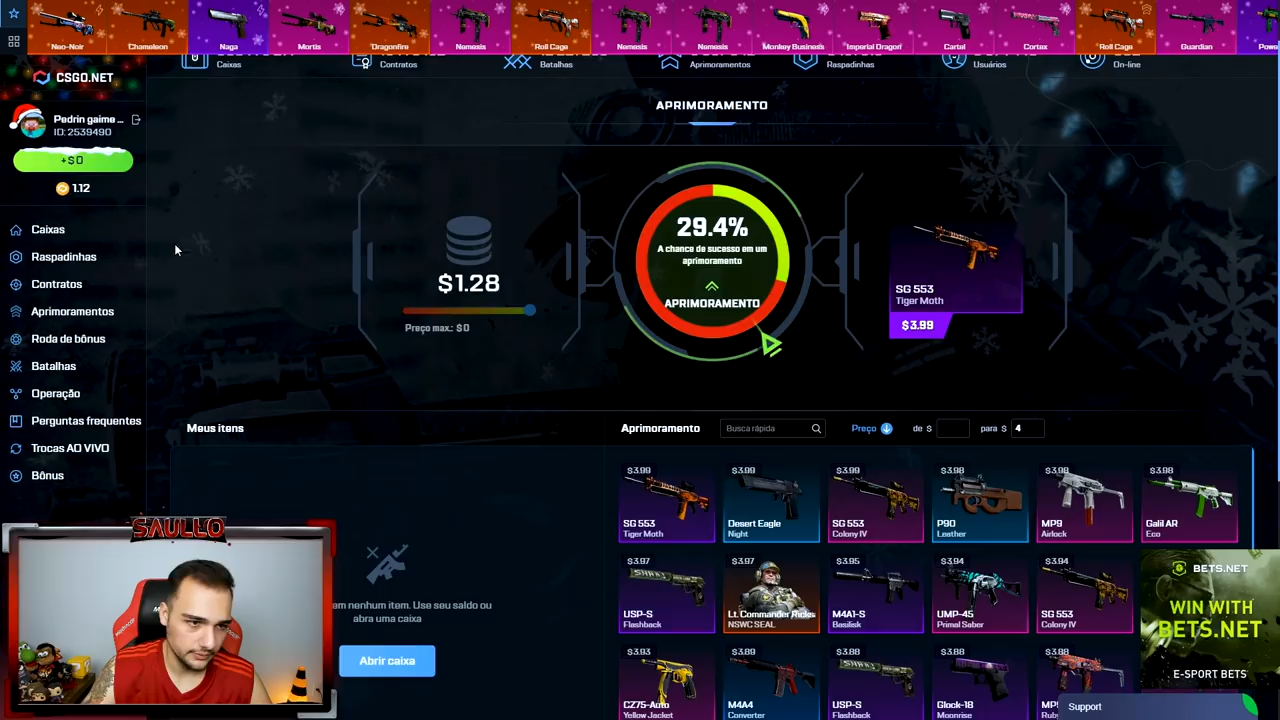 Neo-Noir
Chameleon
Naga
Mortis
Dragonfire
Nemesis
Roll Cage
Nemesis
Nemesis
Monkey Business
Imperial Dragon
Cartel
Cortex
Roll Cage
Guardian
CSGO.NET
Caixas
Contratos
Batalhas
Aprimoramentos
Raspadinhas
Usuários
On-line
Pedrin gaime ...
ID: 2539490
+$0
1.12
Caixas
Raspadinhas
Contratos
Aprimoramentos
Roda de bônus
Batalhas
Operação
Perguntas frequentes
Trocas AO VIVO
Bônus
APRIMORAMENTO
$1.28
Preço max.: $0
29.4%
A chance de sucesso em um
aprimoramento
APRIMORAMENTO
SG 553
Tiger Moth
$3.99
Meus itens
em nenhum item. Use seu saldo ou
abra uma caixa
Abrir caixa
Aprimoramento
Busca rápida
Preço
de $
para $
4
$3.99
SG 553
Tiger Moth
$3.99
Desert Eagle
Night
$3.99
SG 553
Colony IV
$3.98
P90
Leather
$3.98
MP9
Airlock
$3.98
Galil AR
Eco
$3.97
USP-S
Flashback
$3.97
Lt. Commander Ricksaw
NSWC SEAL
$3.95
M4A1-S
Basilisk
$3.94
UMP-45
Primal Saber
$3.94
SG 553
Colony IV
$3.93
CZ75-Auto
Yellow Jacket
$3.89
M4A4
Converter
$3.88
USP-S
Flashback
$3.88
Glock-18
Moonrise
$3.88
SAULLO
BETS.NET
WIN WITH
BETS.NET
E-SPORT BETS
Support